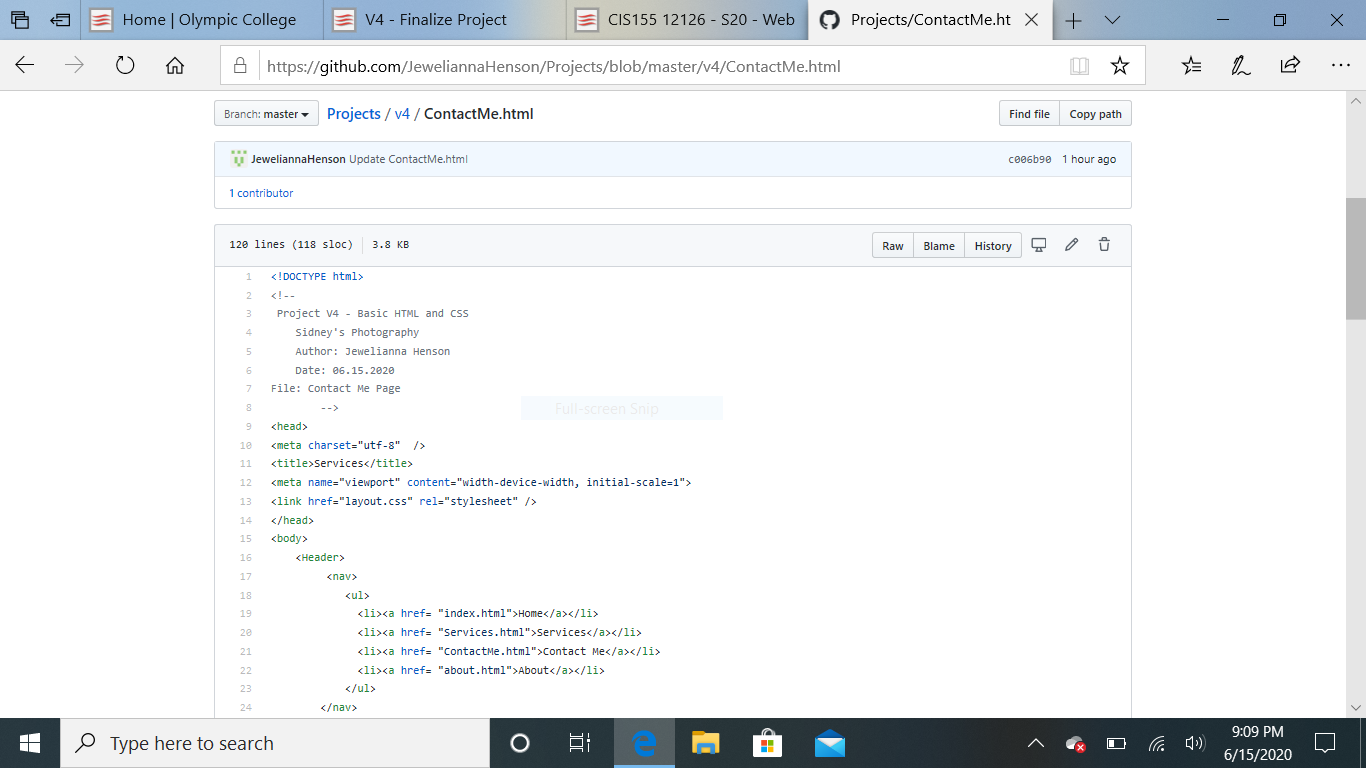 Home | Olympic College
V4 - Finalize Project
CIS155 12126 - S20 - Web
Projects/ContactMe.ht
https://github.com/JeweliannaHenson/Projects/blob/master/v4/ContactMe.html
Branch: master
Projects / v4 / ContactMe.html
Find file
Copy path
JeweliannaHenson Update ContactMe.html
c006b90 1 hour ago
1 contributor
120 lines (118 sloc) 3.8 KB
Raw
Blame
History
1 <!DOCTYPE html>
2 <!--
3 Project V4 - Basic HTML and CSS
4 Sidney's Photography
5 Author: Jewelianna Henson
6 Date: 06.15.2020
7 File: Contact Me Page
8 -->
Full-screen Snip
9 <head>
10 <meta charset="utf-8" />
11 <title>Services</title>
12 <meta name="viewport" content="width-device-width, initial-scale=1">
13 <link href="layout.css" rel="stylesheet" />
14 </head>
15 <body>
16 <Header>
17 <nav>
18 <ul>
19 <li><a href= "index.html">Home</a></li>
20 <li><a href= "Services.html">Services</a></li>
21 <li><a href= "ContactMe.html">Contact Me</a></li>
22 <li><a href= "about.html">About</a></li>
23 </ul>
24 </nav>
Type here to search
9:09 PM
6/15/2020